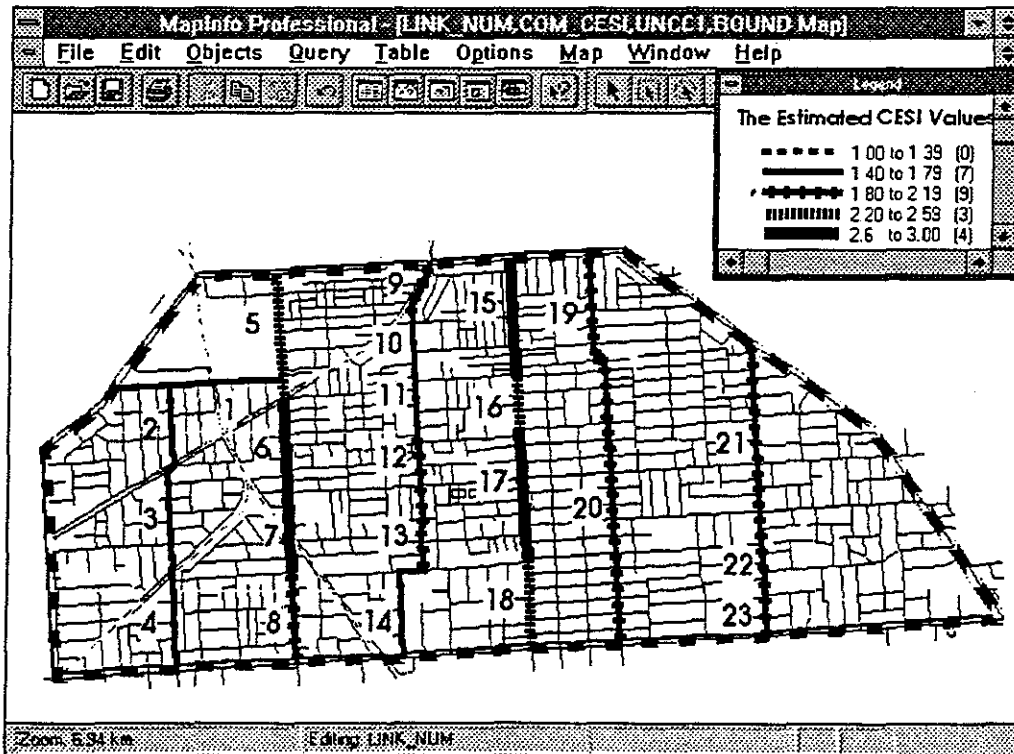 MapInfo Professional - [LINK_NUM,COM_CESI,UNCC1,BOUND Map]
File Edit Objects Query Table Options Map Window Help
Legend
The Estimated CESI Values
1.00 to 1.39 (0)
1.40 to 1.79 (7)
1.80 to 2.19 (9)
2.20 to 2.59 (3)
2.6 to 3.00 (4)
9
5
15
19
10
11
1
2
16
6
12
21
17
3
20
7
13
22
18
4
8
14
23
Zoom: 6.94 km Editing: LINK_NUM